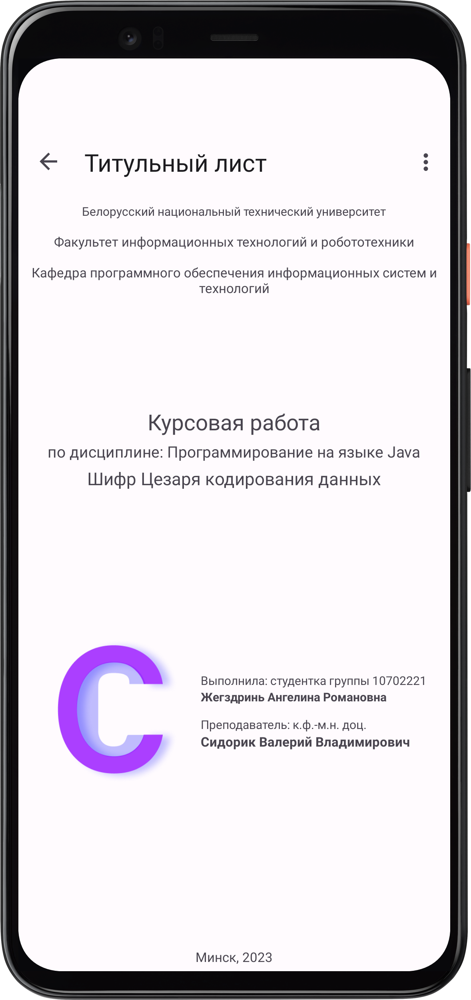 Титульный лист
Белорусский национальный технический университет
Факультет информационных технологий и робототехники
Кафедра программного обеспечения информационных систем и
технологий
Курсовая работа
по дисциплине: Программирование на языке Java
Шифр Цезаря кодирования данных
C
Выполнила: студентка группы 10702221
Жегздринь Ангелина Романовна
Преподаватель: к.ф.-м.н. доц.
Сидорик Валерий Владимирович
Минск, 2023